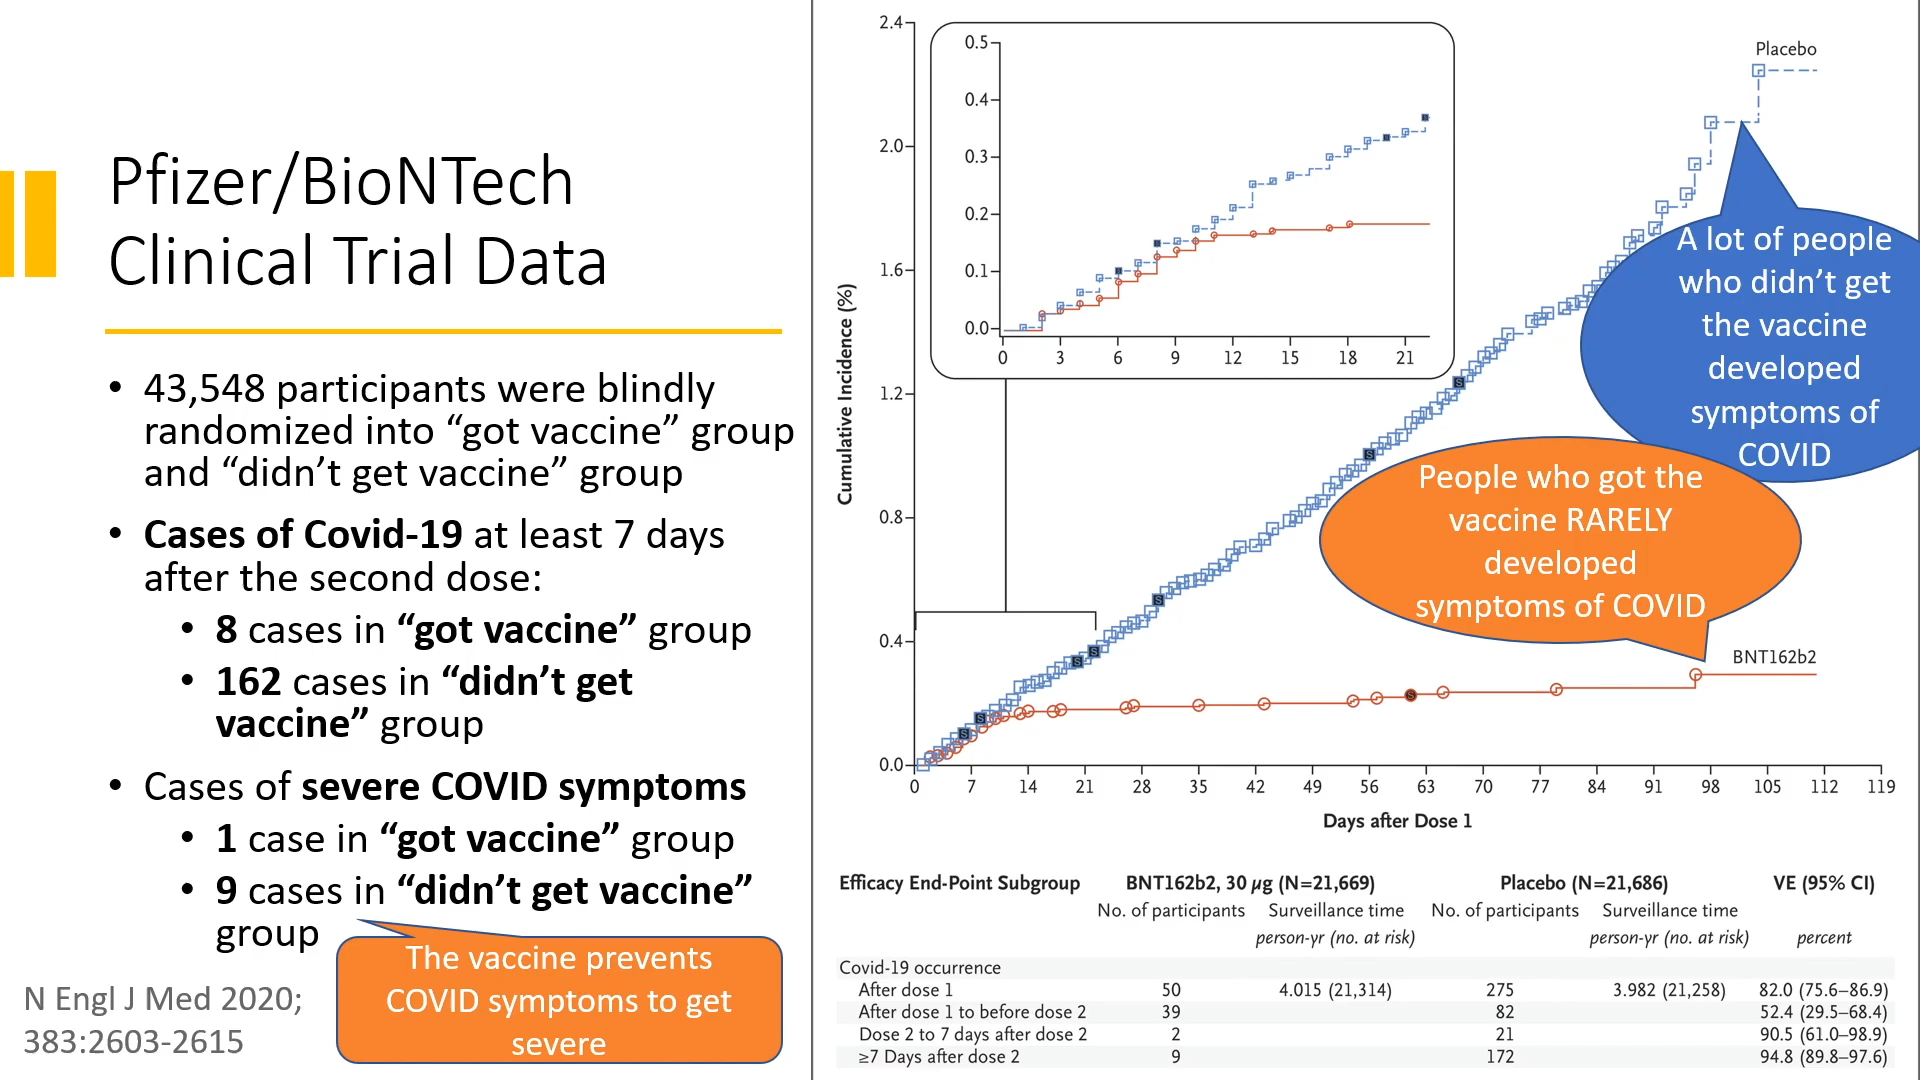 Pfizer/BioNTech
Clinical Trial Data
• 43,548 participants were blindly
randomized into “got vaccine” group
and “didn’t get vaccine” group
• Cases of Covid-19 at least 7 days
after the second dose:
• 8 cases in “got vaccine” group
• 162 cases in “didn’t get
vaccine” group
• Cases of severe COVID symptoms
• 1 case in “got vaccine” group
• 9 cases in “didn’t get vaccine”
group
The vaccine prevents
COVID symptoms to get
severe
N Engl J Med 2020;
383:2603-2615
Cumulative Incidence (%)
2.4
2.0
1.6
1.2
0.8
0.4
0.0
0.5
0.4
0.3
0.2
0.1
0.0
0 3 6 9 12 15 18 21
Placebo
A lot of people
who didn’t get
the vaccine
developed
symptoms of
COVID
People who got the
vaccine RARELY
developed
symptoms of COVID
BNT162b2
0 7 14 21 28 35 42 49 56 63 70 77 84 91 98 105 112 119
Days after Dose 1
Efficacy End-Point Subgroup BNT162b2, 30 µg (N=21,669) Placebo (N=21,686) VE (95% CI)
No. of participants Surveillance time No. of participants Surveillance time
person-yr (no. at risk) person-yr (no. at risk) percent
Covid-19 occurrence
After dose 1 50 4.015 (21,314) 275 3.982 (21,258) 82.0 (75.6–86.9)
After dose 1 to before dose 2 39 82 52.4 (29.5–68.4)
Dose 2 to 7 days after dose 2 2 21 90.5 (61.0–98.9)
≥7 Days after dose 2 9 172 94.8 (89.8–97.6)